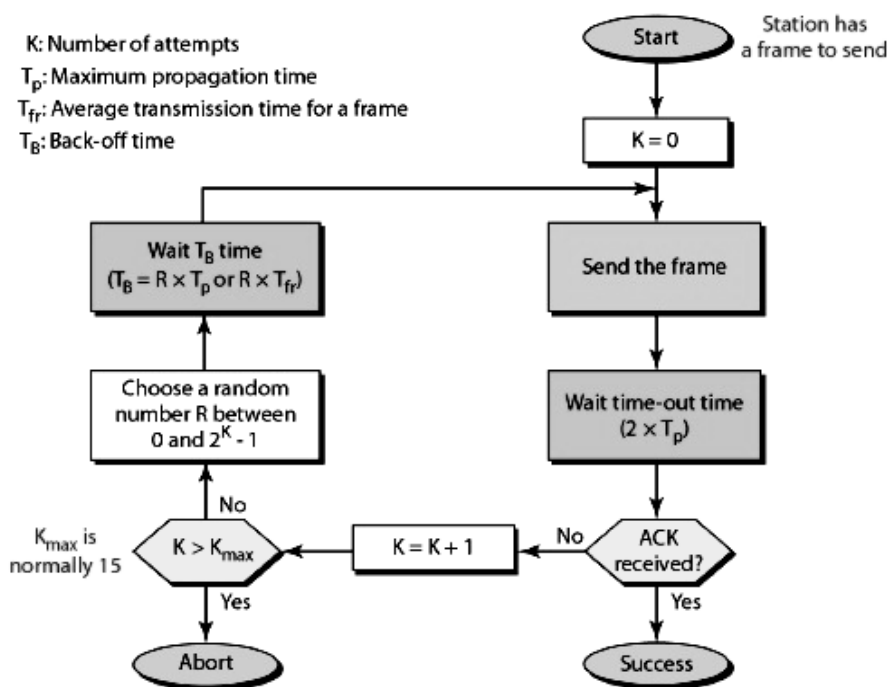 K: Number of attempts
Tp: Maximum propagation time
Tfr: Average transmission time for a frame
TB: Back-off time
Start
Station has
a frame to send
K = 0
Wait TB time
(TB = R × Tp or R × Tfr)
Send the frame
Choose a random
number R between
0 and 2^K - 1
Wait time-out time
(2 × Tp)
No
Kmax is
normally 15
K > Kmax
K = K + 1
No
ACK
received?
Yes
Yes
Abort
Success